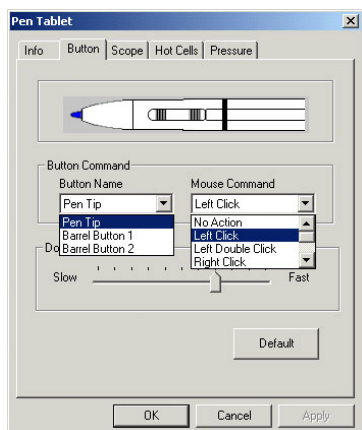 Pen Tablet
Info Button Scope Hot Cells Pressure
Button Command
Button Name Mouse Command
Pen Tip Left Click
Pen Tip No Action
Barrel Button 1 Left Click
Do Barrel Button 2 Left Double Click
Right Click
Slow Fast
Default
OK Cancel Apply